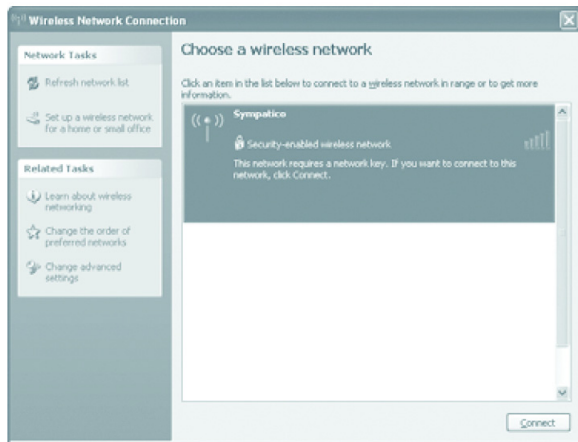 Wireless Network Connection
Network Tasks
Refresh network list
Set up a wireless network
for a home or small office
Related Tasks
Learn about wireless
networking
Change the order of
preferred networks
Change advanced
settings
Choose a wireless network
Click an item in the list below to connect to a wireless network in range or to get more
information.
Sympatico
Security-enabled wireless network
This network requires a network key. If you want to connect to this
network, click Connect.
Connect